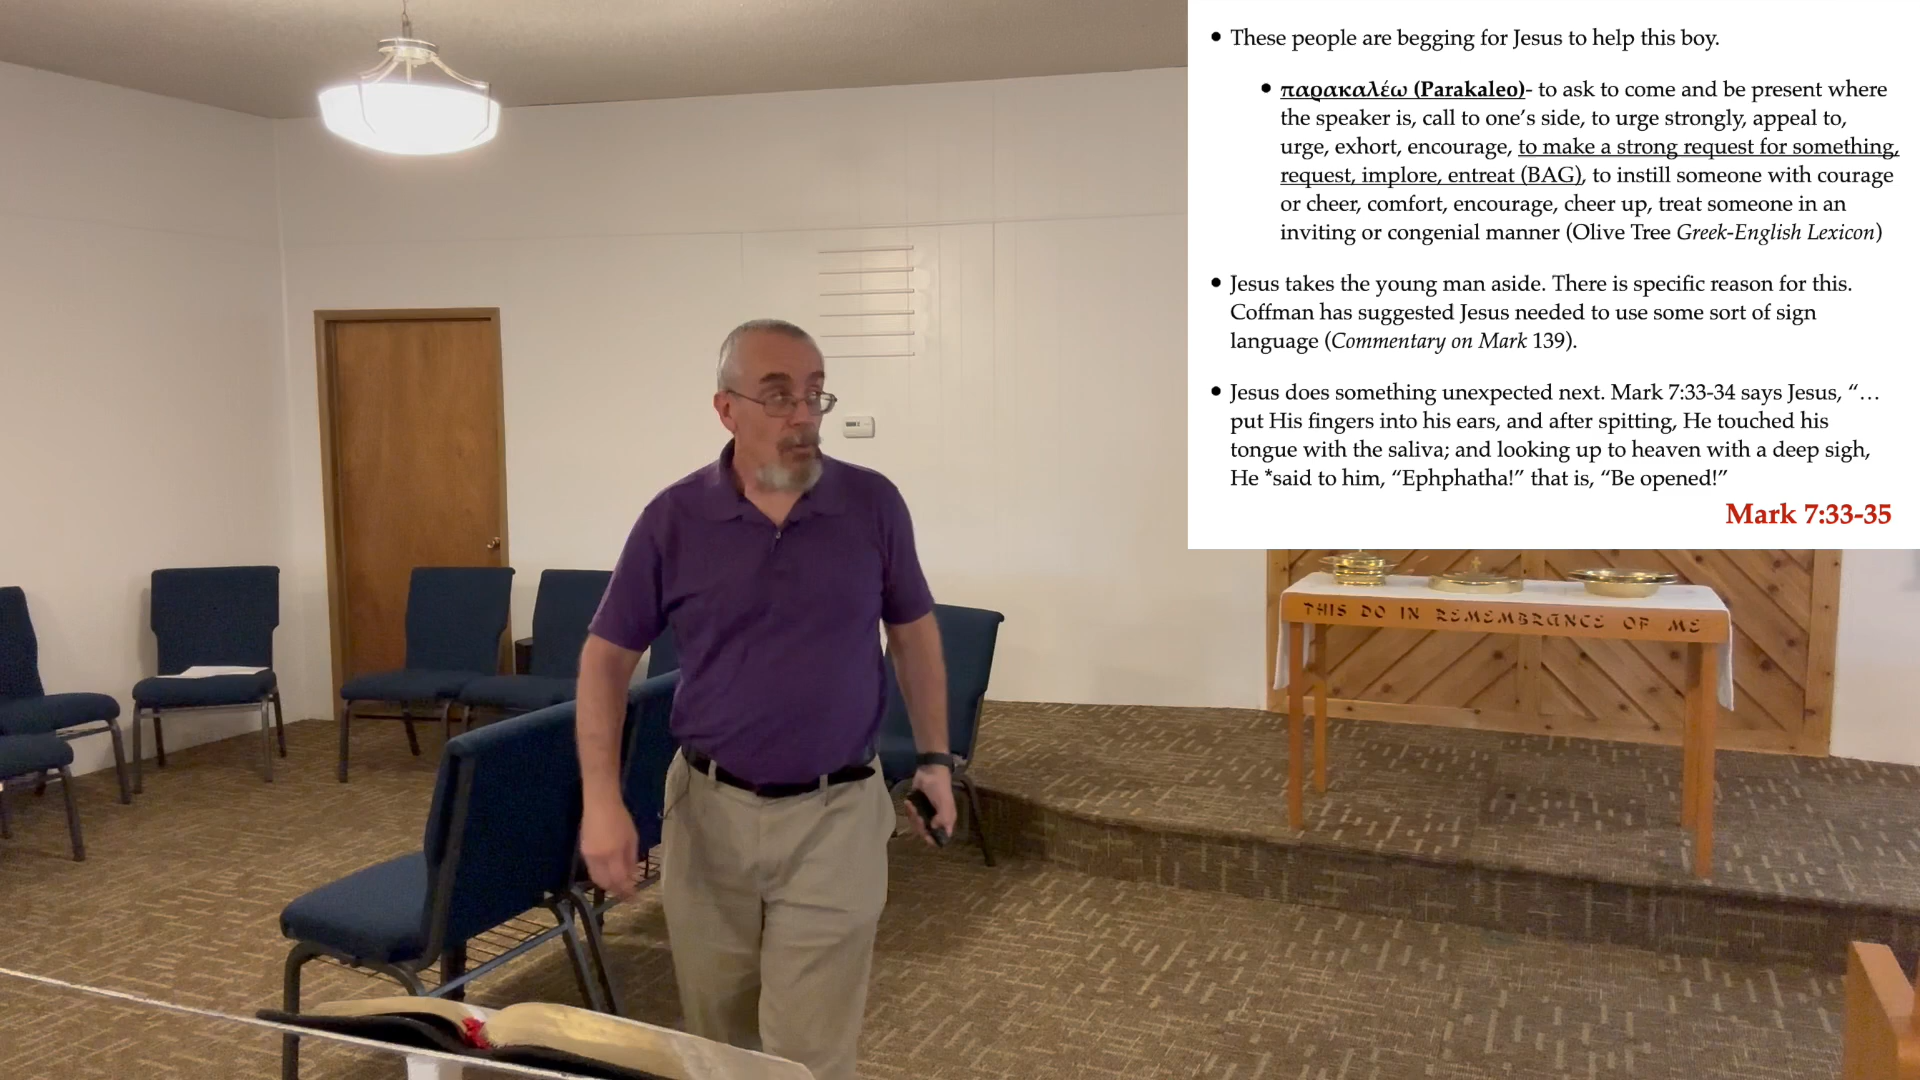 • These people are begging for Jesus to help this boy.
• παρακαλέω (Parakaleo)- to ask to come and be present where
the speaker is, call to one's side, to urge strongly, appeal to,
urge, exhort, encourage, to make a strong request for something,
request, implore, entreat (BAG), to instill someone with courage
or cheer, comfort, encourage, cheer up, treat someone in an
inviting or congenial manner (Olive Tree Greek-English Lexicon)
• Jesus takes the young man aside. There is specific reason for this.
Coffman has suggested Jesus needed to use some sort of sign
language (Commentary on Mark 139).
• Jesus does something unexpected next. Mark 7:33-34 says Jesus, “…
put His fingers into his ears, and after spitting, He touched his
tongue with the saliva; and looking up to heaven with a deep sigh,
He *said to him, “Ephphatha!” that is, “Be opened!”
Mark 7:33-35
THIS DO IN REMEMBRANCE OF ME